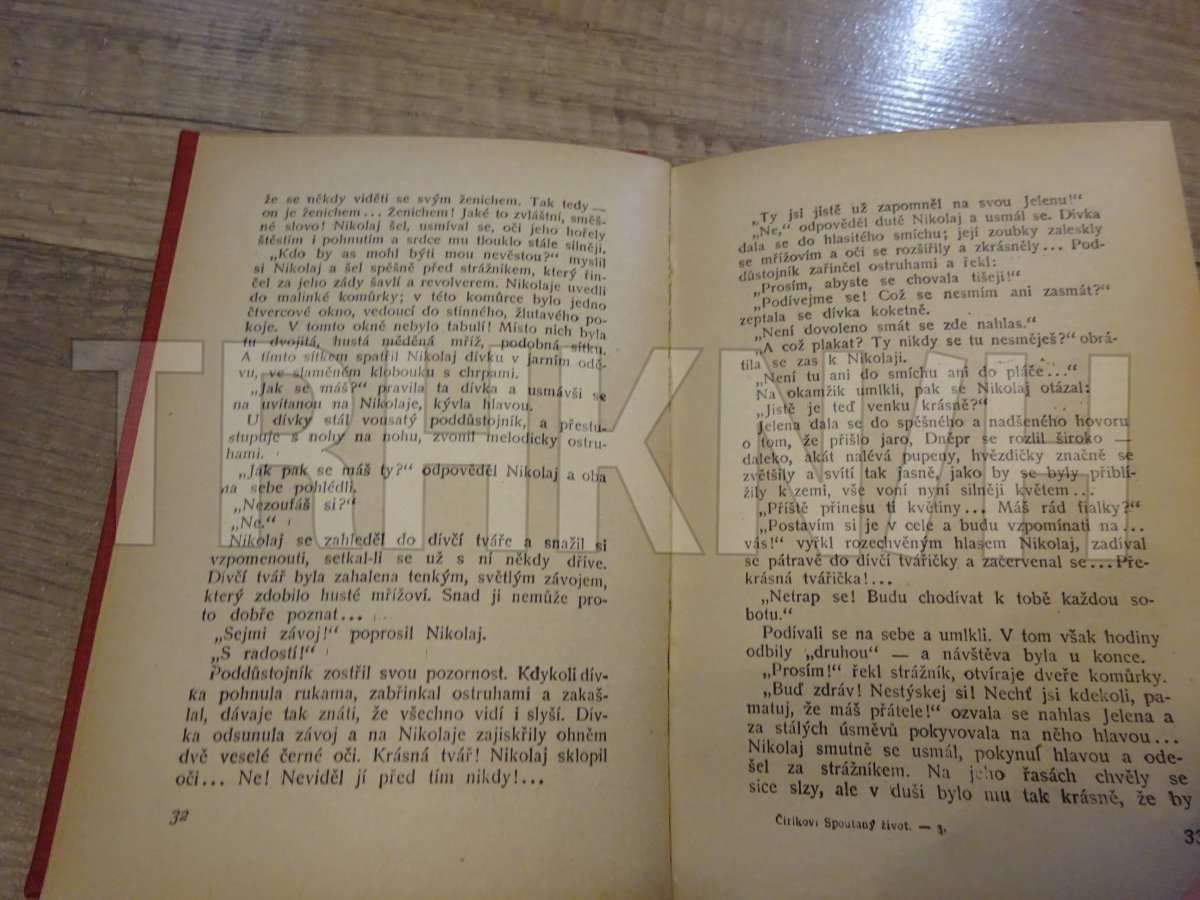 že se někdy viděti se svým ženichem. Tak tedy —
on je ženichem... Ženichem! Jaké to zvláštní, směš-
né slovo! Nikolaj šel, usmíval se, oči jeho hořely
štěstím i pohnutím a srdce mu tlouklo stále silněji.
„Kdo by as mohl býti mou nevěstou?“ myslil
si Nikolaj a šel spěšně před strážníkem, který řin-
čel za jeho zády šavlí a revolverem. Nikolaje uvedli
do malinké komůrky; v této komůrce bylo jedno
čtvercové okno, vedoucí do stinného, žlutavého po-
koje. V tomto okně nebylo tabulí! Místo nich byla
tu dvojitá, hustá měděná mříž, podobná sítku.
A tímto sítkem spatřil Nikolaj dívku v jarním odě-
vu, ve slaměném klobouku s chrpami.
„Jak se máš?“ pravila ta dívka a usmávši se
na uvítanou na Nikolaje, kývla hlavou.
U dívky stál vousatý poddůstojník, a přestu-
stupuje s nohy na nohu, zvonil melodicky ostru-
hami.
„Jak pak se máš ty?“ odpověděl Nikolaj a oba
na sebe pohlédli.
„Nezoufáš si?“
„Ne.“
Nikolaj se zahleděl do dívčí tváře a snažil si
vzpomenouti, setkal-li se už s ní někdy dříve.
Dívčí tvář byla zahalena tenkým, světlým závojem,
který zdobilo husté mřížoví. Snad ji nemůže pro-
to dobře poznat...
„Sejmi závoj!“ poprosil Nikolaj.
„S radostí!“
Poddůstojník zostřil svou pozornost. Kdykoli dív-
ka pohnula rukama, zabřinkal ostruhami a zakaš-
lal, dávaje tak znáti, že všechno vidí i slyší. Dív-
ka odsunula závoj a na Nikolaje zajiskřily ohněm
dvě veselé černé oči. Krásná tvář! Nikolaj sklopil
oči... Ne! Neviděl jí před tím nikdy!...
32
„Ty jsi jistě už zapomněl na svou Jelenu!“
„Ne,“ odpověděl dutě Nikolaj a usmál se. Dívka
dala se do hlasitého smíchu; její zoubky zaleskly
se mřížovím a oči se rozšířily a zkrásněly... Pod-
důstojník zařinčel ostruhami a řekl:
„Prosím, abyste se chovala tišeji!“
„Podívejme se! Což se nesmím ani zasmát?“
zeptala se dívka koketně.
„Není dovoleno smát se zde nahlas.“
„A což plakat? Ty nikdy se tu nesměješ?“ obrá-
tila se zas k Nikolaji.
„Není tu ani do smíchu ani do pláče...“
Na okamžik umlkli, pak se Nikolaj otázal:
„Jistě je teď venku krásně?“
Jelena dala se do spěšného a nadšeného hovoru
o tom, že přišlo jaro, Dněpr se rozlil široko —
daleko, akát nalévá pupeny, hvězdičky značně se
zvětšily a svítí tak jasně, jako by se byly přiblí-
žily k zemi, vše voní nyní silněji květem...
„Příště přinesu ti květiny... Máš rád fialky?“
„Postavím si je v cele a budu vzpomínati na...
vás!“ vyřkl rozechvěným hlasem Nikolaj, zadíval
se pátravě do dívčí tvářičky a začervenal se... Pře-
krásná tvářička!...
„Netrap se! Budu chodívat k tobě každou so-
botu.“
Podívali se na sebe a umlkli. V tom však hodiny
odbily „druhou“ — a návštěva byla u konce.
„Prosím!“ řekl strážník, otvíraje dveře komůrky.
„Buď zdráv! Nestýskej si! Nechť jsi kdekoli, pa-
matuj, že máš přátele!“ ozvala se nahlas Jelena a
za stálých úsměvů pokyvovala na něho hlavou...
Nikolaj smutně se usmál, pokynuľ hlavou a ode-
šel za strážníkem. Na jeho řasách chvěly se
sice slzy, ale v duši bylo mu tak krásně, že by
Čirikov: Spoutaný život. — 3.
33
TRHKNIH